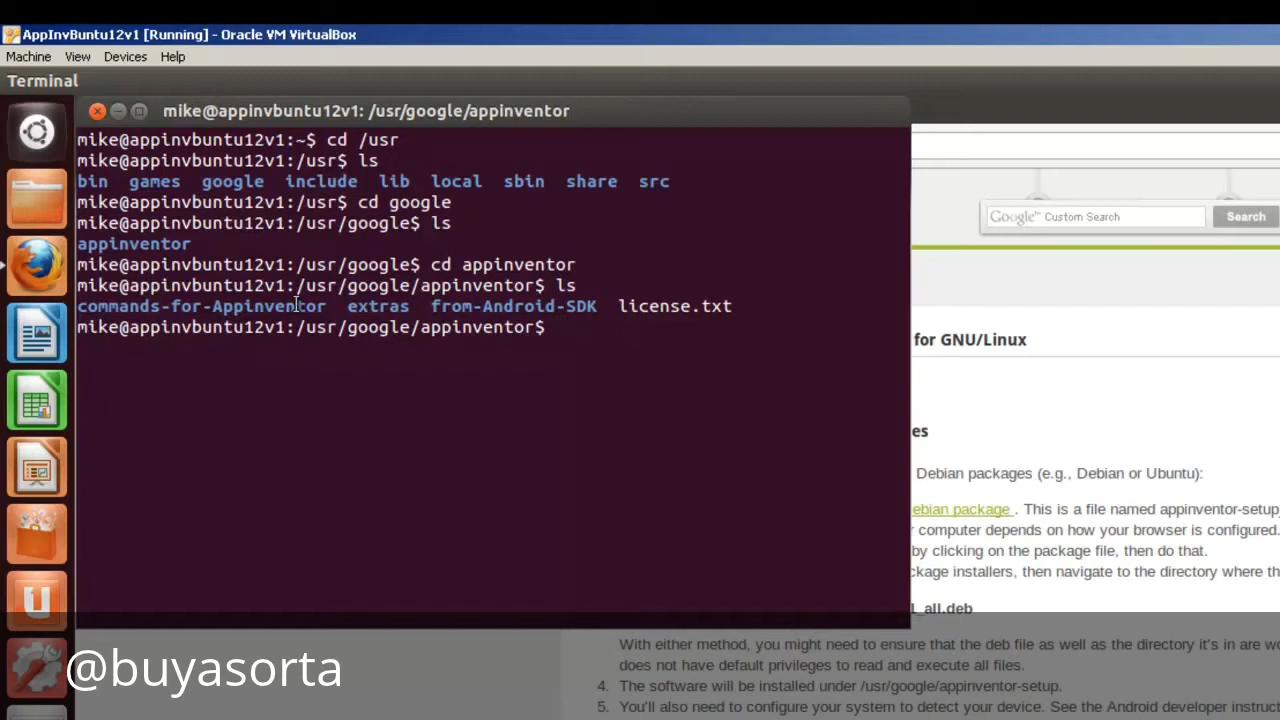 AppInvBuntu12v1 [Running] - Oracle VM VirtualBox
Machine View Devices Help
Terminal
mike@appinvbuntu12v1: /usr/google/appinventor
mike@appinvbuntu12v1:~$ cd /usr
mike@appinvbuntu12v1:/usr$ ls
bin games google include lib local sbin share src
mike@appinvbuntu12v1:/usr$ cd google
mike@appinvbuntu12v1:/usr/google$ ls
appinventor
mike@appinvbuntu12v1:/usr/google$ cd appinventor
mike@appinvbuntu12v1:/usr/google/appinventor$ ls
commands-for-Appinventor extras from-Android-SDK license.txt
mike@appinvbuntu12v1:/usr/google/appinventor$
Google™ Custom Search Search
for GNU/Linux
es
Debian packages (e.g., Debian or Ubuntu):
ebian package . This is a file named appinventor-setup_
computer depends on how your browser is configured.
by clicking on the package file, then do that.
ckage installers, then navigate to the directory where th
_all.deb
With either method, you might need to ensure that the deb file as well as the directory it's in are wo
does not have default privileges to read and execute all files.
4. The software will be installed under /usr/google/appinventor-setup.
5. You'll also need to configure your system to detect your device. See the Android developer instruc
@buyasorta